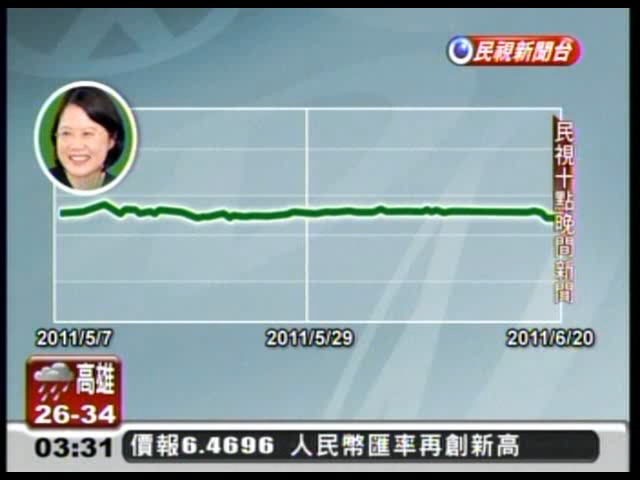 民視新聞台
民視十點晚間新聞
2011/5/7
2011/5/29
2011/6/20
高雄
26-34
03:31
價報6.4696 人民幣匯率再創新高